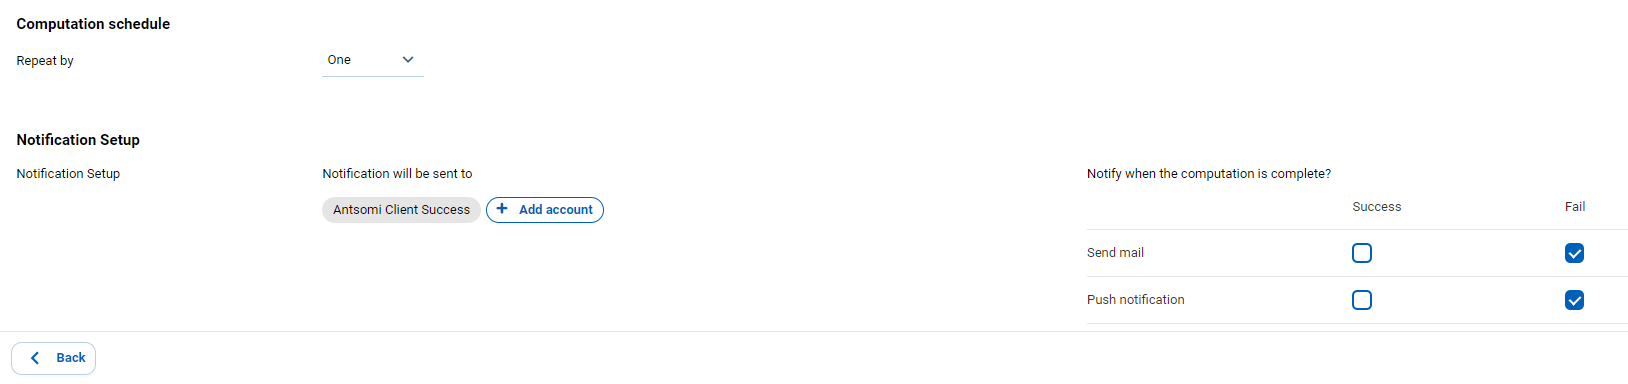 Computation schedule
Repeat by
One
Notification Setup
Notification Setup
Notification will be sent to
Antsomi Client Success
Add account
Notify when the computation is complete?
Success Fail
Send mail
Push notification
Back